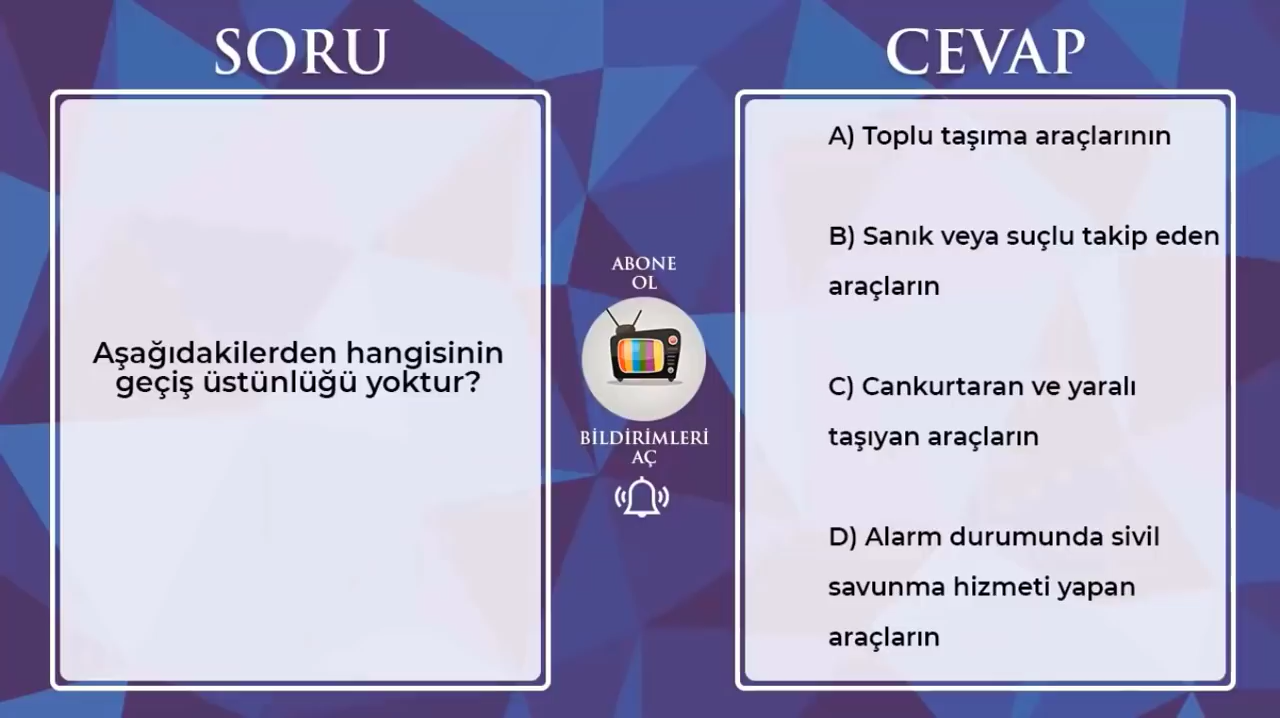 SORU
Aşağıdakilerden hangisinin
geçiş üstünlüğü yoktur?
ABONE
OL
BİLDİRİMLERİ
AÇ
CEVAP
A) Toplu taşıma araçlarının
B) Sanık veya suçlu takip eden
araçların
C) Cankurtaran ve yaralı
taşıyan araçların
D) Alarm durumunda sivil
savunma hizmeti yapan
araçların